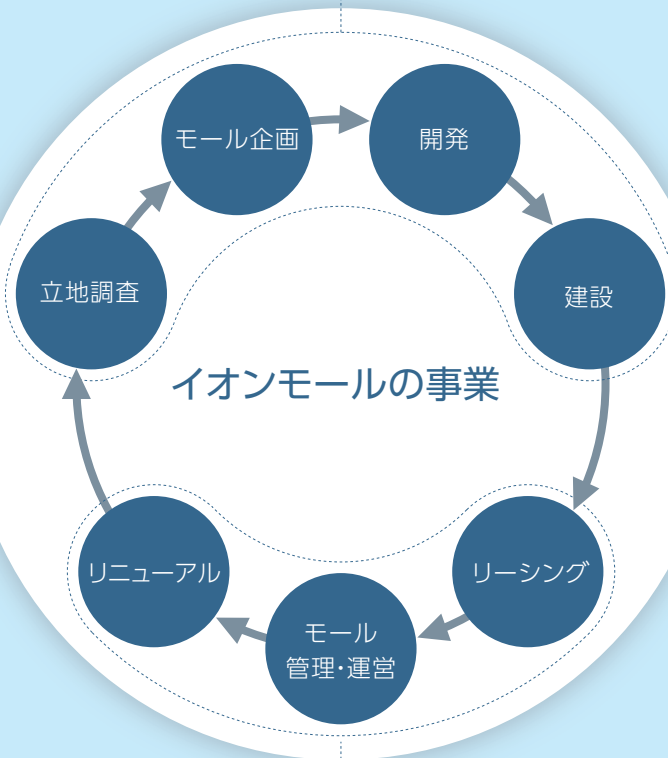 モール企画
開発
立地調査
建設
イオンモールの事業
リニューアル
リーシング
モール
管理・運営